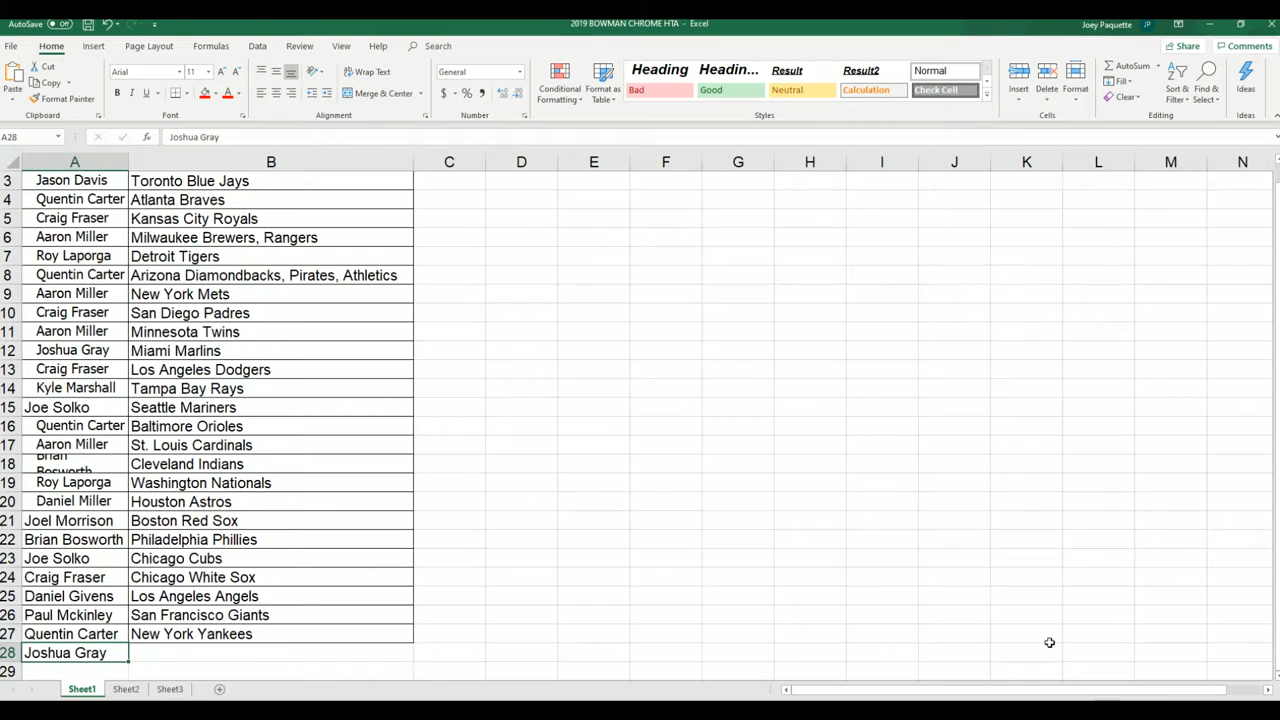 AutoSave Off 2019 BOWMAN CHROME HTA - Excel Joey Paquette JP
File Home Insert Page Layout Formulas Data Review View Help Search Share Comments
Paste Cut Copy Format Painter Clipboard
Arial 11 A A B I U A Font
Wrap Text Merge & Center Alignment
General $ % , Number
Conditional Formatting Format as Table
Heading Headin... Result Result2 Normal
Bad Good Neutral Calculation Check Cell
Styles
Insert Delete Format Cells
AutoSum Fill Clear Sort & Filter Find & Select Editing
Ideas Ideas
A28 fx Joshua Gray
A B C D E F G H I J K L M N
3 Jason Davis Toronto Blue Jays
4 Quentin Carter Atlanta Braves
5 Craig Fraser Kansas City Royals
6 Aaron Miller Milwaukee Brewers, Rangers
7 Roy Laporga Detroit Tigers
8 Quentin Carter Arizona Diamondbacks, Pirates, Athletics
9 Aaron Miller New York Mets
10 Craig Fraser San Diego Padres
11 Aaron Miller Minnesota Twins
12 Joshua Gray Miami Marlins
13 Craig Fraser Los Angeles Dodgers
14 Kyle Marshall Tampa Bay Rays
15 Joe Solko Seattle Mariners
16 Quentin Carter Baltimore Orioles
17 Aaron Miller St. Louis Cardinals
18 Brian Bosworth Cleveland Indians
19 Roy Laporga Washington Nationals
20 Daniel Miller Houston Astros
21 Joel Morrison Boston Red Sox
22 Brian Bosworth Philadelphia Phillies
23 Joe Solko Chicago Cubs
24 Craig Fraser Chicago White Sox
25 Daniel Givens Los Angeles Angels
26 Paul Mckinley San Francisco Giants
27 Quentin Carter New York Yankees
28 Joshua Gray
29
Sheet1 Sheet2 Sheet3